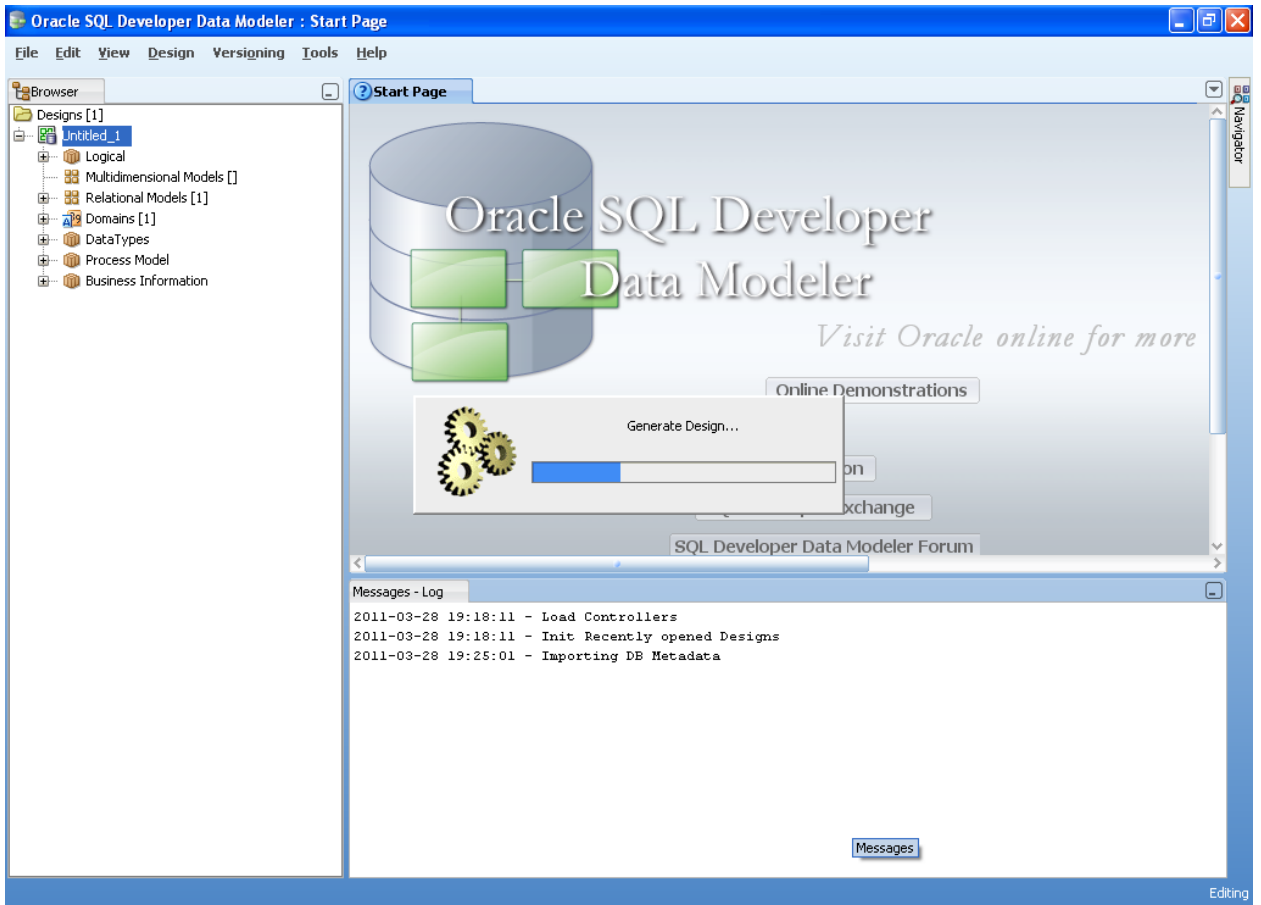 Oracle SQL Developer Data Modeler : Start Page
File Edit View Design Versioning Tools Help
Browser
Designs [1]
Untitled_1
Logical
Multidimensional Models []
Relational Models [1]
Domains [1]
DataTypes
Process Model
Business Information
Start Page
Oracle SQL Developer
Data Modeler
Visit Oracle online for more
Online Demonstrations
Generate Design...
on
xchange
SQL Developer Data Modeler Forum
Navigator
Messages - Log
2011-03-28 19:18:11 - Load Controllers
2011-03-28 19:18:11 - Init Recently opened Designs
2011-03-28 19:25:01 - Importing DB Metadata
Messages
Editing